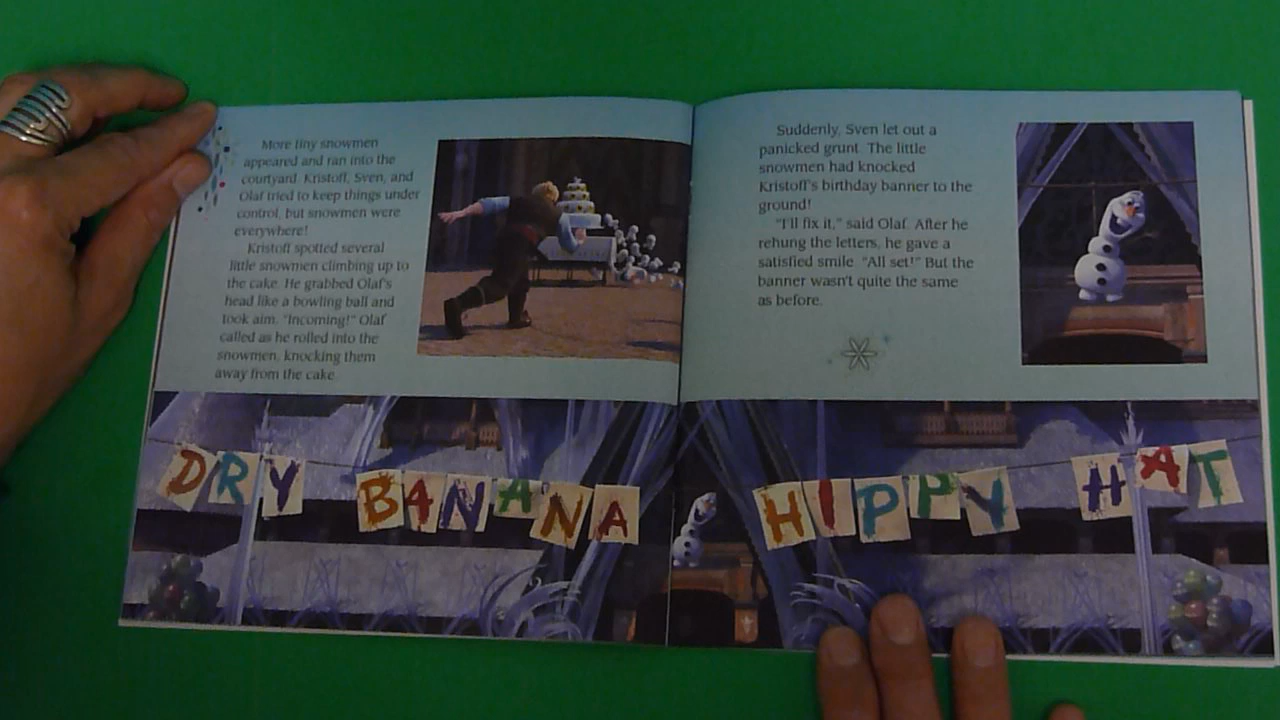 More tiny snowmen
appeared and ran into the
courtyard. Kristoff, Sven, and
Olaf tried to keep things under
control, but snowmen were
everywhere!
Kristoff spotted several
little snowmen climbing up to
the cake. He grabbed Olaf's
head like a bowling ball and
took aim. "Incoming!" Olaf
called as he rolled into the
snowmen, knocking them
away from the cake.
Suddenly, Sven let out a
panicked grunt. The little
snowmen had knocked
Kristoff's birthday banner to the
ground!
"I'll fix it," said Olaf. After he
rehung the letters, he gave a
satisfied smile. "All set!" But the
banner wasn't quite the same
as before.
DRY BANANA HIPPY HAT